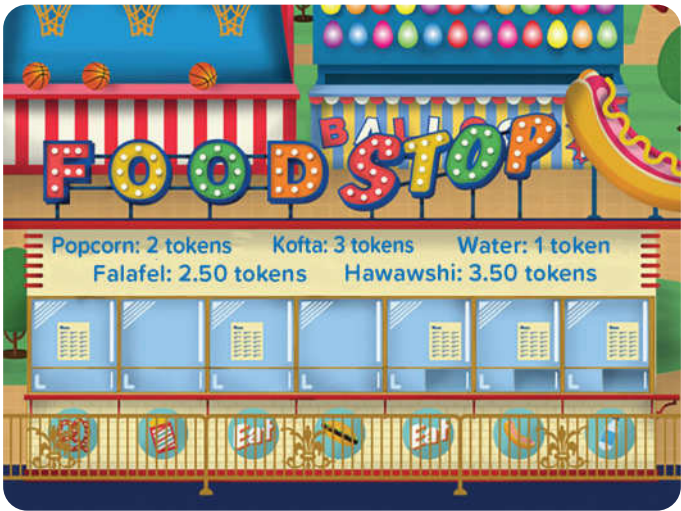 FOOD STOP
Popcorn: 2 tokens Kofta: 3 tokens Water: 1 token
Falafel: 2.50 tokens Hawawshi: 3.50 tokens
Eat Eat